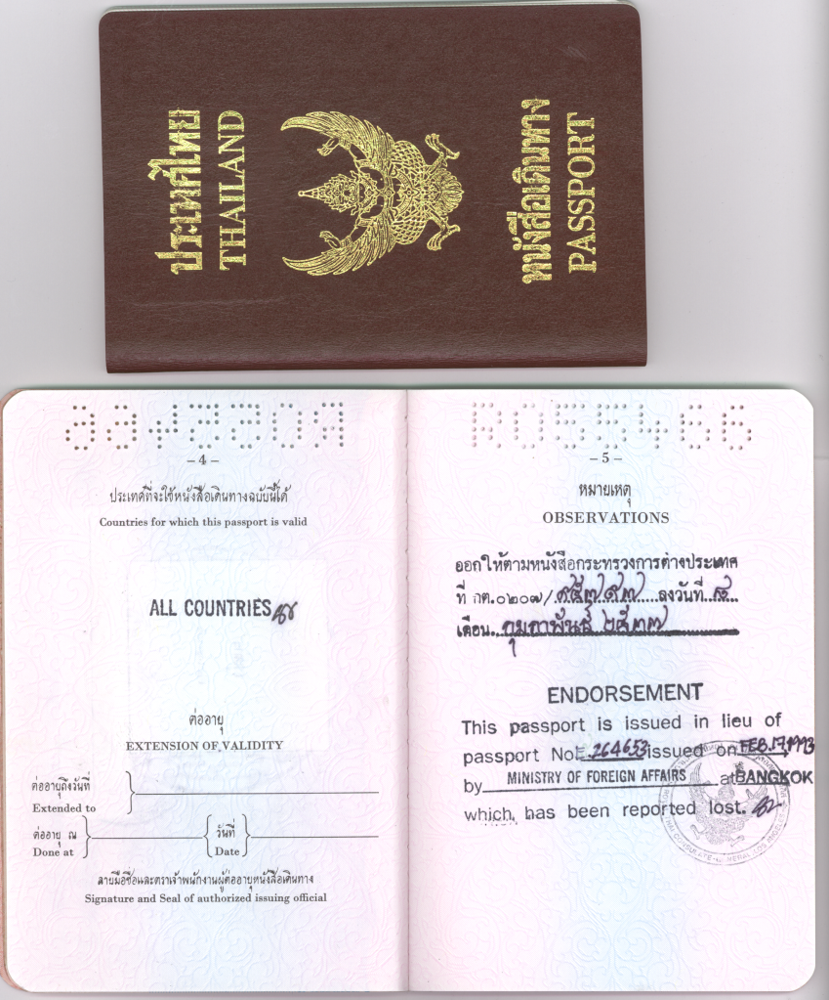 ประเทศไทย
THAILAND
หนังสือเดินทาง
PASSPORT
R055466
– 4 –
ประเทศที่จะใช้หนังสือเดินทางฉบับนี้ได้
Countries for which this passport is valid
ALL COUNTRIES
ต่ออายุ
EXTENSION OF VALIDITY
ต่ออายุถึงวันที่
Extended to
ต่ออายุ ณ วันที่
Done at Date
ลายมือชื่อและตราเจ้าพนักงานผู้ต่ออายุหนังสือเดินทาง
Signature and Seal of authorized issuing official
R055466
– 5 –
หมายเหตุ
OBSERVATIONS
ออกให้ตามหนังสือกระทรวงการต่างประเทศ
ที่ กต.๐๒๐๗/ ลงวันที่ ๘
เดือน กุมภาพันธ์ ๒๕๓๗
ENDORSEMENT
This passport is issued in lieu of
passport No E.264653 issued on FEB.17,1993
by MINISTRY OF FOREIGN AFFAIRS at BANGKOK
which, has been reported lost.